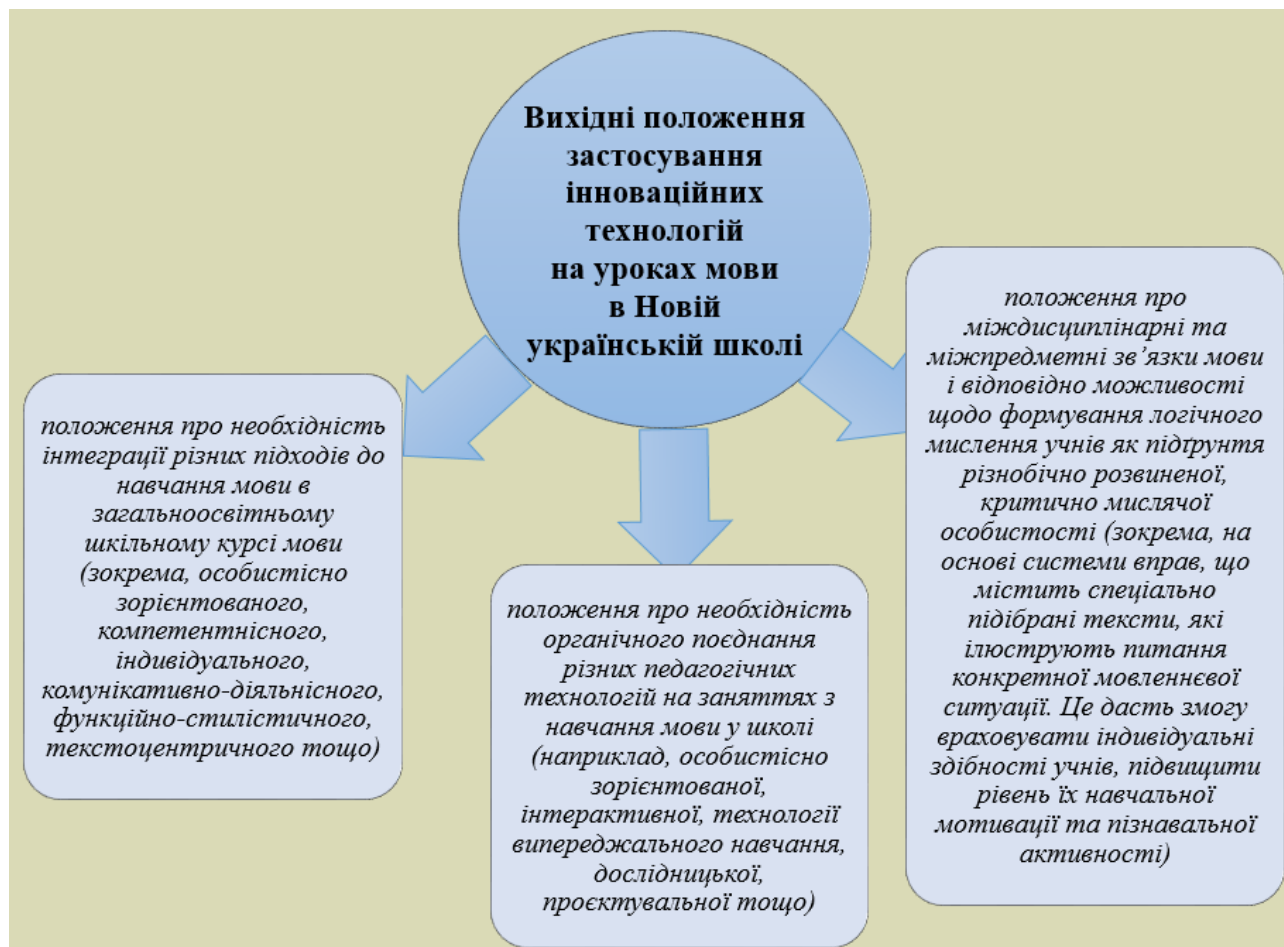 Вихідні положення
застосування
інноваційних
технологій
на уроках мови
в Новій
українській школі
положення про необхідність
інтеграції різних підходів до
навчання мови в
загальноосвітньому
шкільному курсі мови
(зокрема, особистісно
зорієнтованого,
компетентнісного,
індивідуального,
комунікативно-діяльнісного,
функційно-стилістичного,
текстоцентричного тощо)
положення про необхідність
органічного поєднання
різних педагогічних
технологій на заняттях з
навчання мови у школі
(наприклад, особистісно
зорієнтованої,
інтерактивної, технології
випереджального навчання,
дослідницької,
проєктувальної тощо)
положення про
міждисциплінарні та
міжпредметні зв’язки мови
і відповідно можливості
щодо формування логічного
мислення учнів як підґрунтя
різнобічно розвиненої,
критично мислячої
особистості (зокрема, на
основі системи вправ, що
містить спеціально
підібрані тексти, які
ілюструють питання
конкретної мовленнєвої
ситуації. Це дасть змогу
враховувати індивідуальні
здібності учнів, підвищити
рівень їх навчальної
мотивації та пізнавальної
активності)